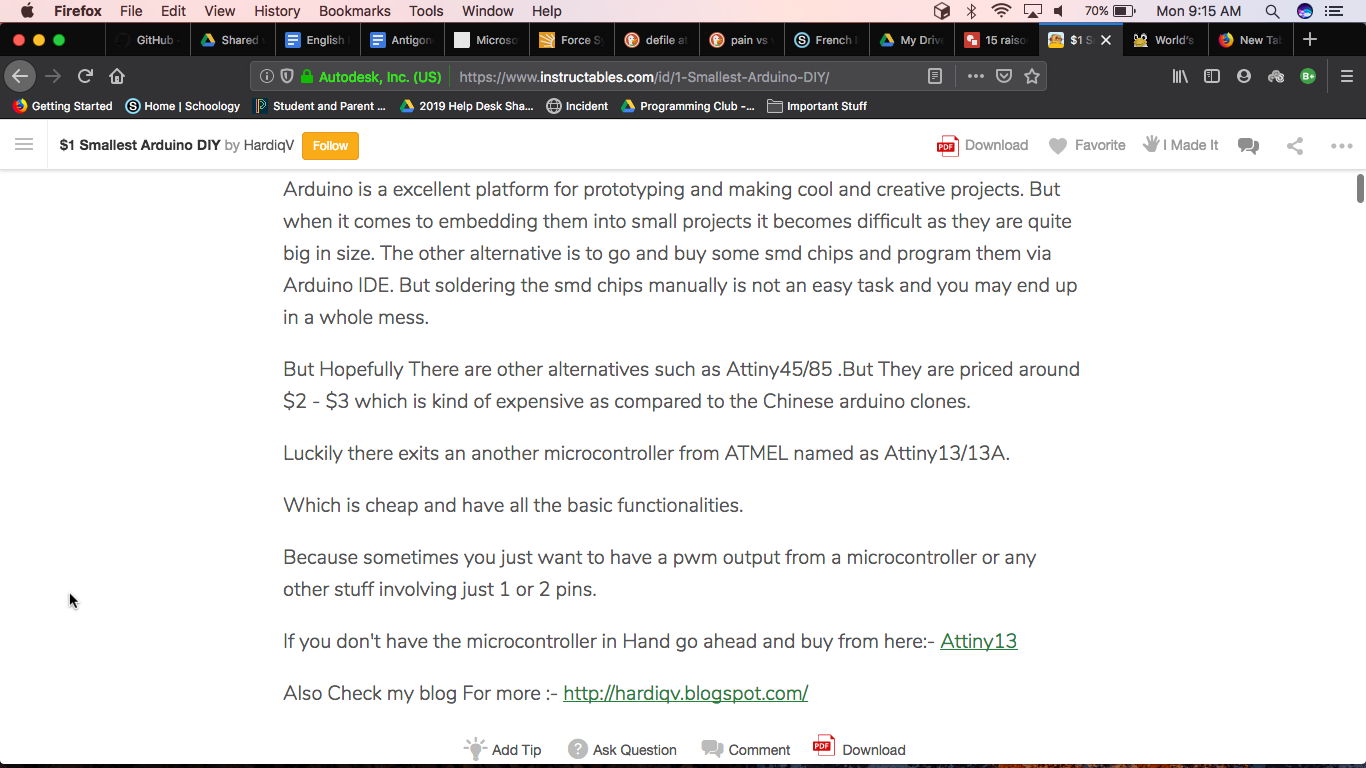 Firefox File Edit View History Bookmarks Tools Window Help 70% Mon 9:15 AM
GitHub Shared English Antigon Microso Force S defile a pain vs French My Drive 15 raiso $1 S World's New Ta
Autodesk, Inc. (US) https://www.instructables.com/id/1-Smallest-Arduino-DIY/
Getting Started Home | Schoology Student and Parent ... 2019 Help Desk Sha... Incident Programming Club -... Important Stuff
$1 Smallest Arduino DIY by HardiqV Follow PDF Download Favorite I Made It
Arduino is a excellent platform for prototyping and making cool and creative projects. But
when it comes to embedding them into small projects it becomes difficult as they are quite
big in size. The other alternative is to go and buy some smd chips and program them via
Arduino IDE. But soldering the smd chips manually is not an easy task and you may end up
in a whole mess.
But Hopefully There are other alternatives such as Attiny45/85 .But They are priced around
$2 - $3 which is kind of expensive as compared to the Chinese arduino clones.
Luckily there exits an another microcontroller from ATMEL named as Attiny13/13A.
Which is cheap and have all the basic functionalities.
Because sometimes you just want to have a pwm output from a microcontroller or any
other stuff involving just 1 or 2 pins.
If you don't have the microcontroller in Hand go ahead and buy from here:- Attiny13
Also Check my blog For more :- http://hardiqv.blogspot.com/
Add Tip ? Ask Question Comment PDF Download